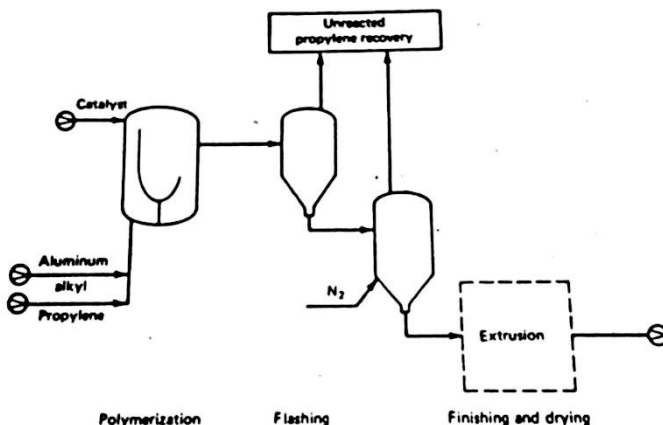 Unreacted
propylene recovery
Catalyst
Aluminum
alkyl
Propylene
N2
Extrusion
Polymerization
Flashing
Finishing and drying